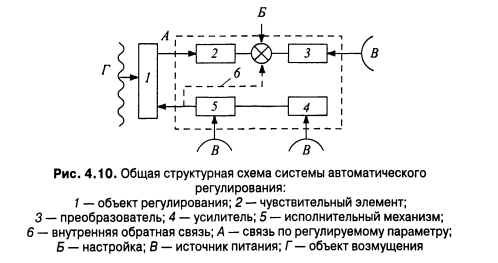 А
Б
2
3
В
Г
1
6
5
4
В
В
Рис. 4.10. Общая структурная схема системы автоматического
регулирования:
1 — объект регулирования; 2 — чувствительный элемент;
3 — преобразователь; 4 — усилитель; 5 — исполнительный механизм;
6 — внутренняя обратная связь; А — связь по регулируемому параметру;
Б — настройка; В — источник питания; Г — объект возмущения